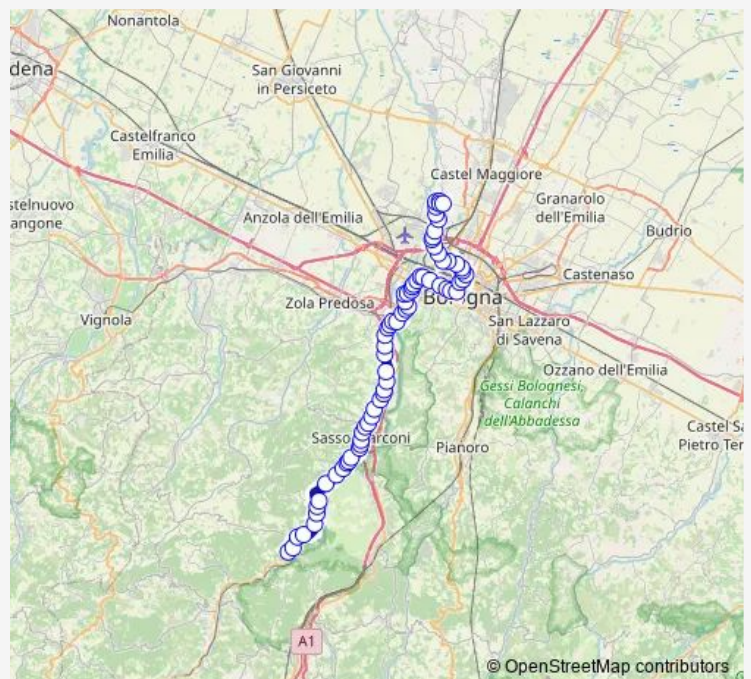 Nonantola
dena
San Giovanni
in Persiceto
Castelfranco
Emilia
Castel Maggiore
stelnuovo
angone
Anzola dell'Emilia
Granarolo
dell'Emilia
Budrio
Castenaso
Zola Predosa
Bologna
Vignola
San Lazzaro
di Savena
Ozzano dell'Emilia
Gessi Bolognesi,
Calanchi
dell'Abbadessa
Castel Sa
Pietro Ter
Sasso Marconi
Pianoro
A1
© OpenStreetMap contributors